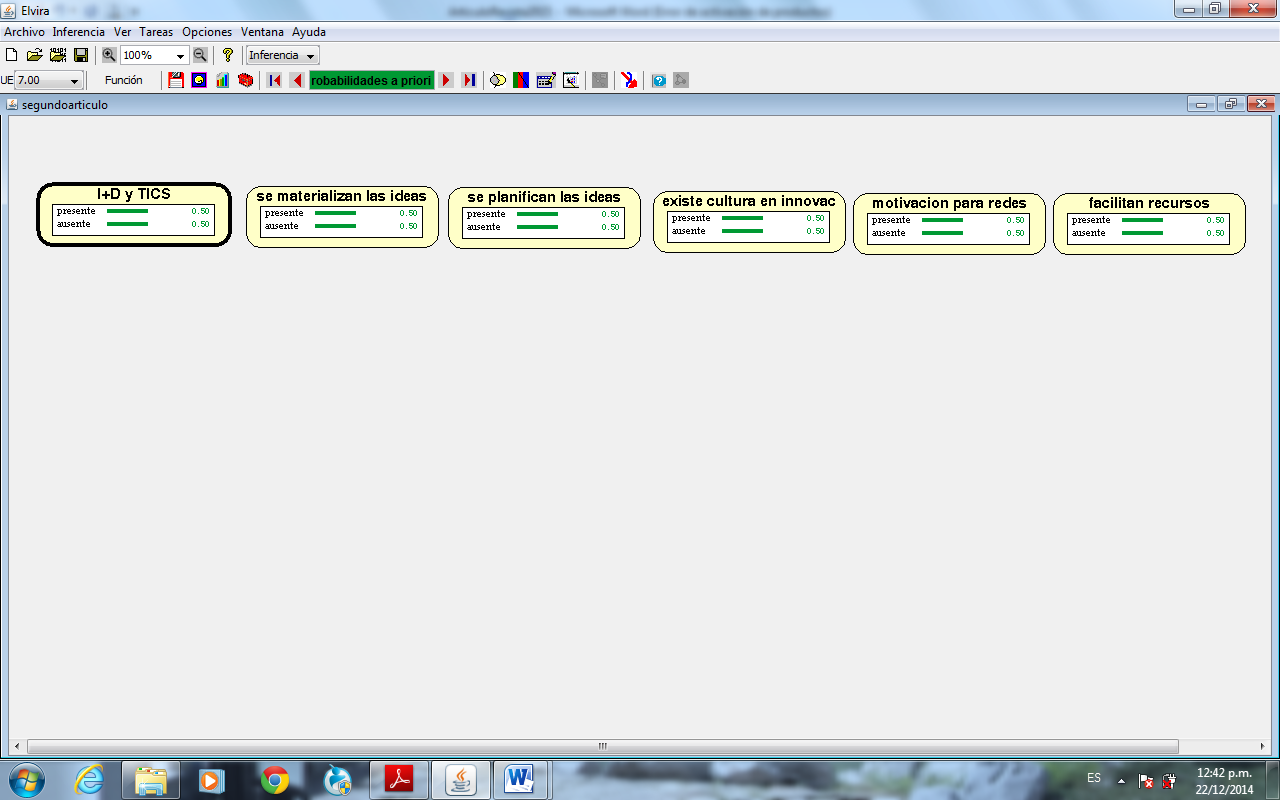 Elvira
Archivo Inferencia Ver Tareas Opciones Ventana Ayuda
100% Inferencia
UE 7.00 Función robabilidades a priori
segundoarticulo
I+D y TICS
presente 0.50
ausente 0.50
se materializan las ideas
presente 0.50
ausente 0.50
se planifican las ideas
presente 0.50
ausente 0.50
existe cultura en innovac
presente 0.50
ausente 0.50
motivacion para redes
presente 0.50
ausente 0.50
facilitan recursos
presente 0.50
ausente 0.50
ES
12:42 p.m.
22/12/2014